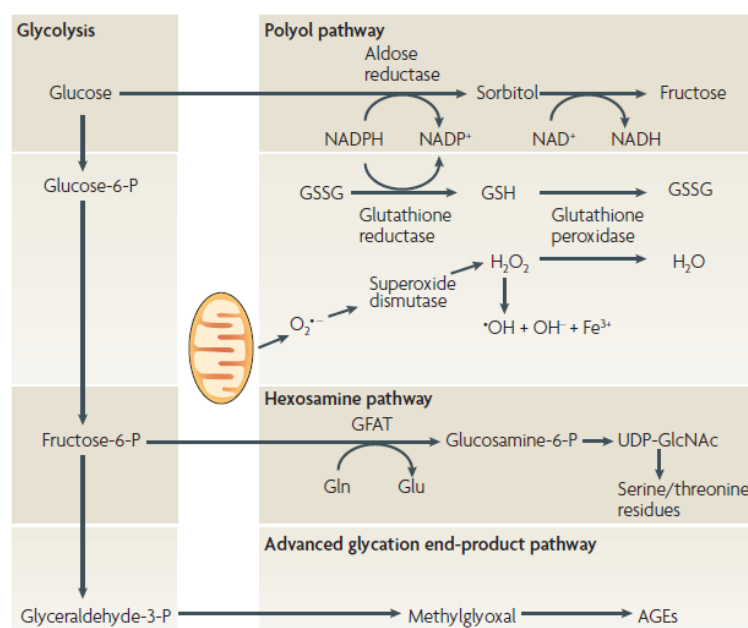 Glycolysis
Polyol pathway
Aldose
reductase
Glucose
Sorbitol
Fructose
NADPH
NADP⁺
NAD⁺
NADH
Glucose-6-P
GSSG
GSH
GSSG
Glutathione
reductase
Glutathione
peroxidase
H₂O₂
H₂O
Superoxide
dismutase
O₂•⁻
•OH + OH⁻ + Fe³⁺
Hexosamine pathway
GFAT
Fructose-6-P
Glucosamine-6-P
UDP-GlcNAc
Gln
Glu
Serine/threonine
residues
Advanced glycation end-product pathway
Glyceraldehyde-3-P
Methylglyoxal
AGEs